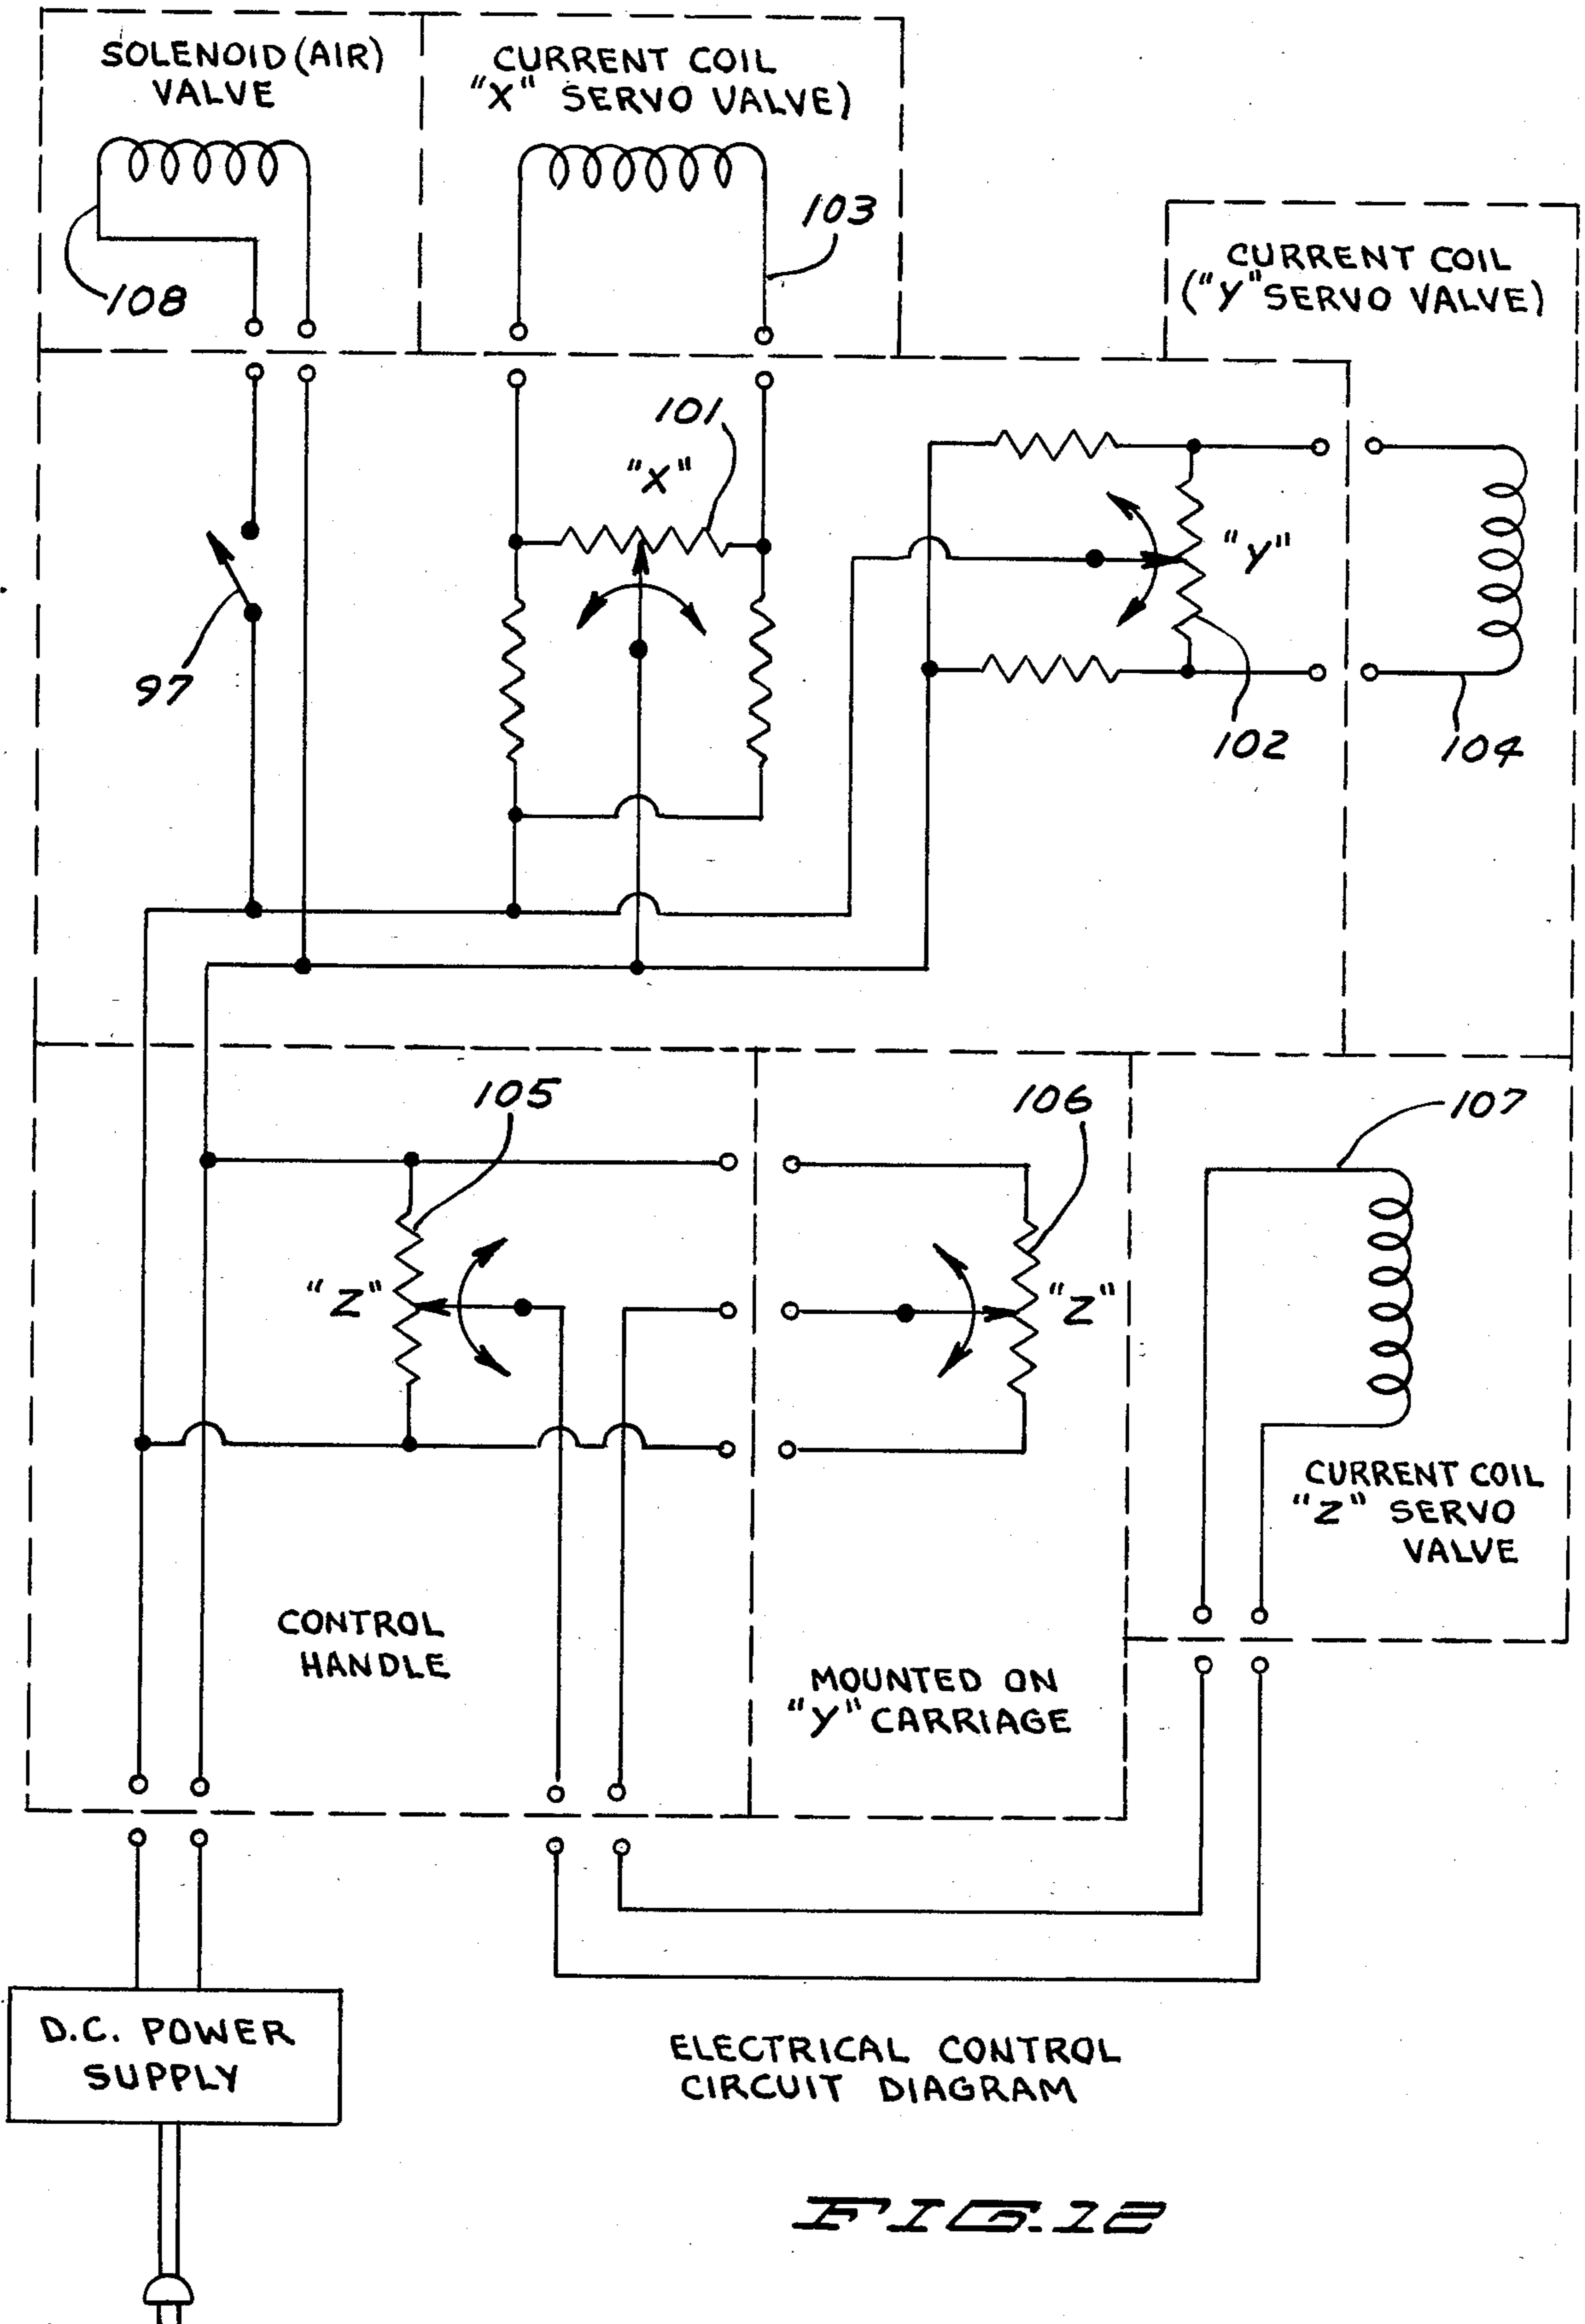 SOLENOID (AIR)
VALVE
CURRENT COIL
"X" SERVO VALVE)
103
108
CURRENT COIL
("Y" SERVO VALVE)
101
"X"
"Y"
97
102
104
105
106
107
"Z"
"Z"
CURRENT COIL
"Z" SERVO
VALVE
CONTROL
HANDLE
MOUNTED ON
"Y" CARRIAGE
D.C. POWER
SUPPLY
ELECTRICAL CONTROL
CIRCUIT DIAGRAM
FIG. 12